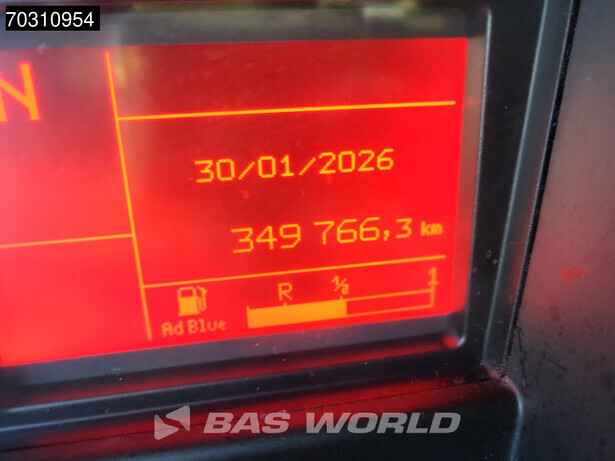 70310954
N
30/01/2026
349 766,3 km
R ½ 1
Ad Blue
BAS WORLD